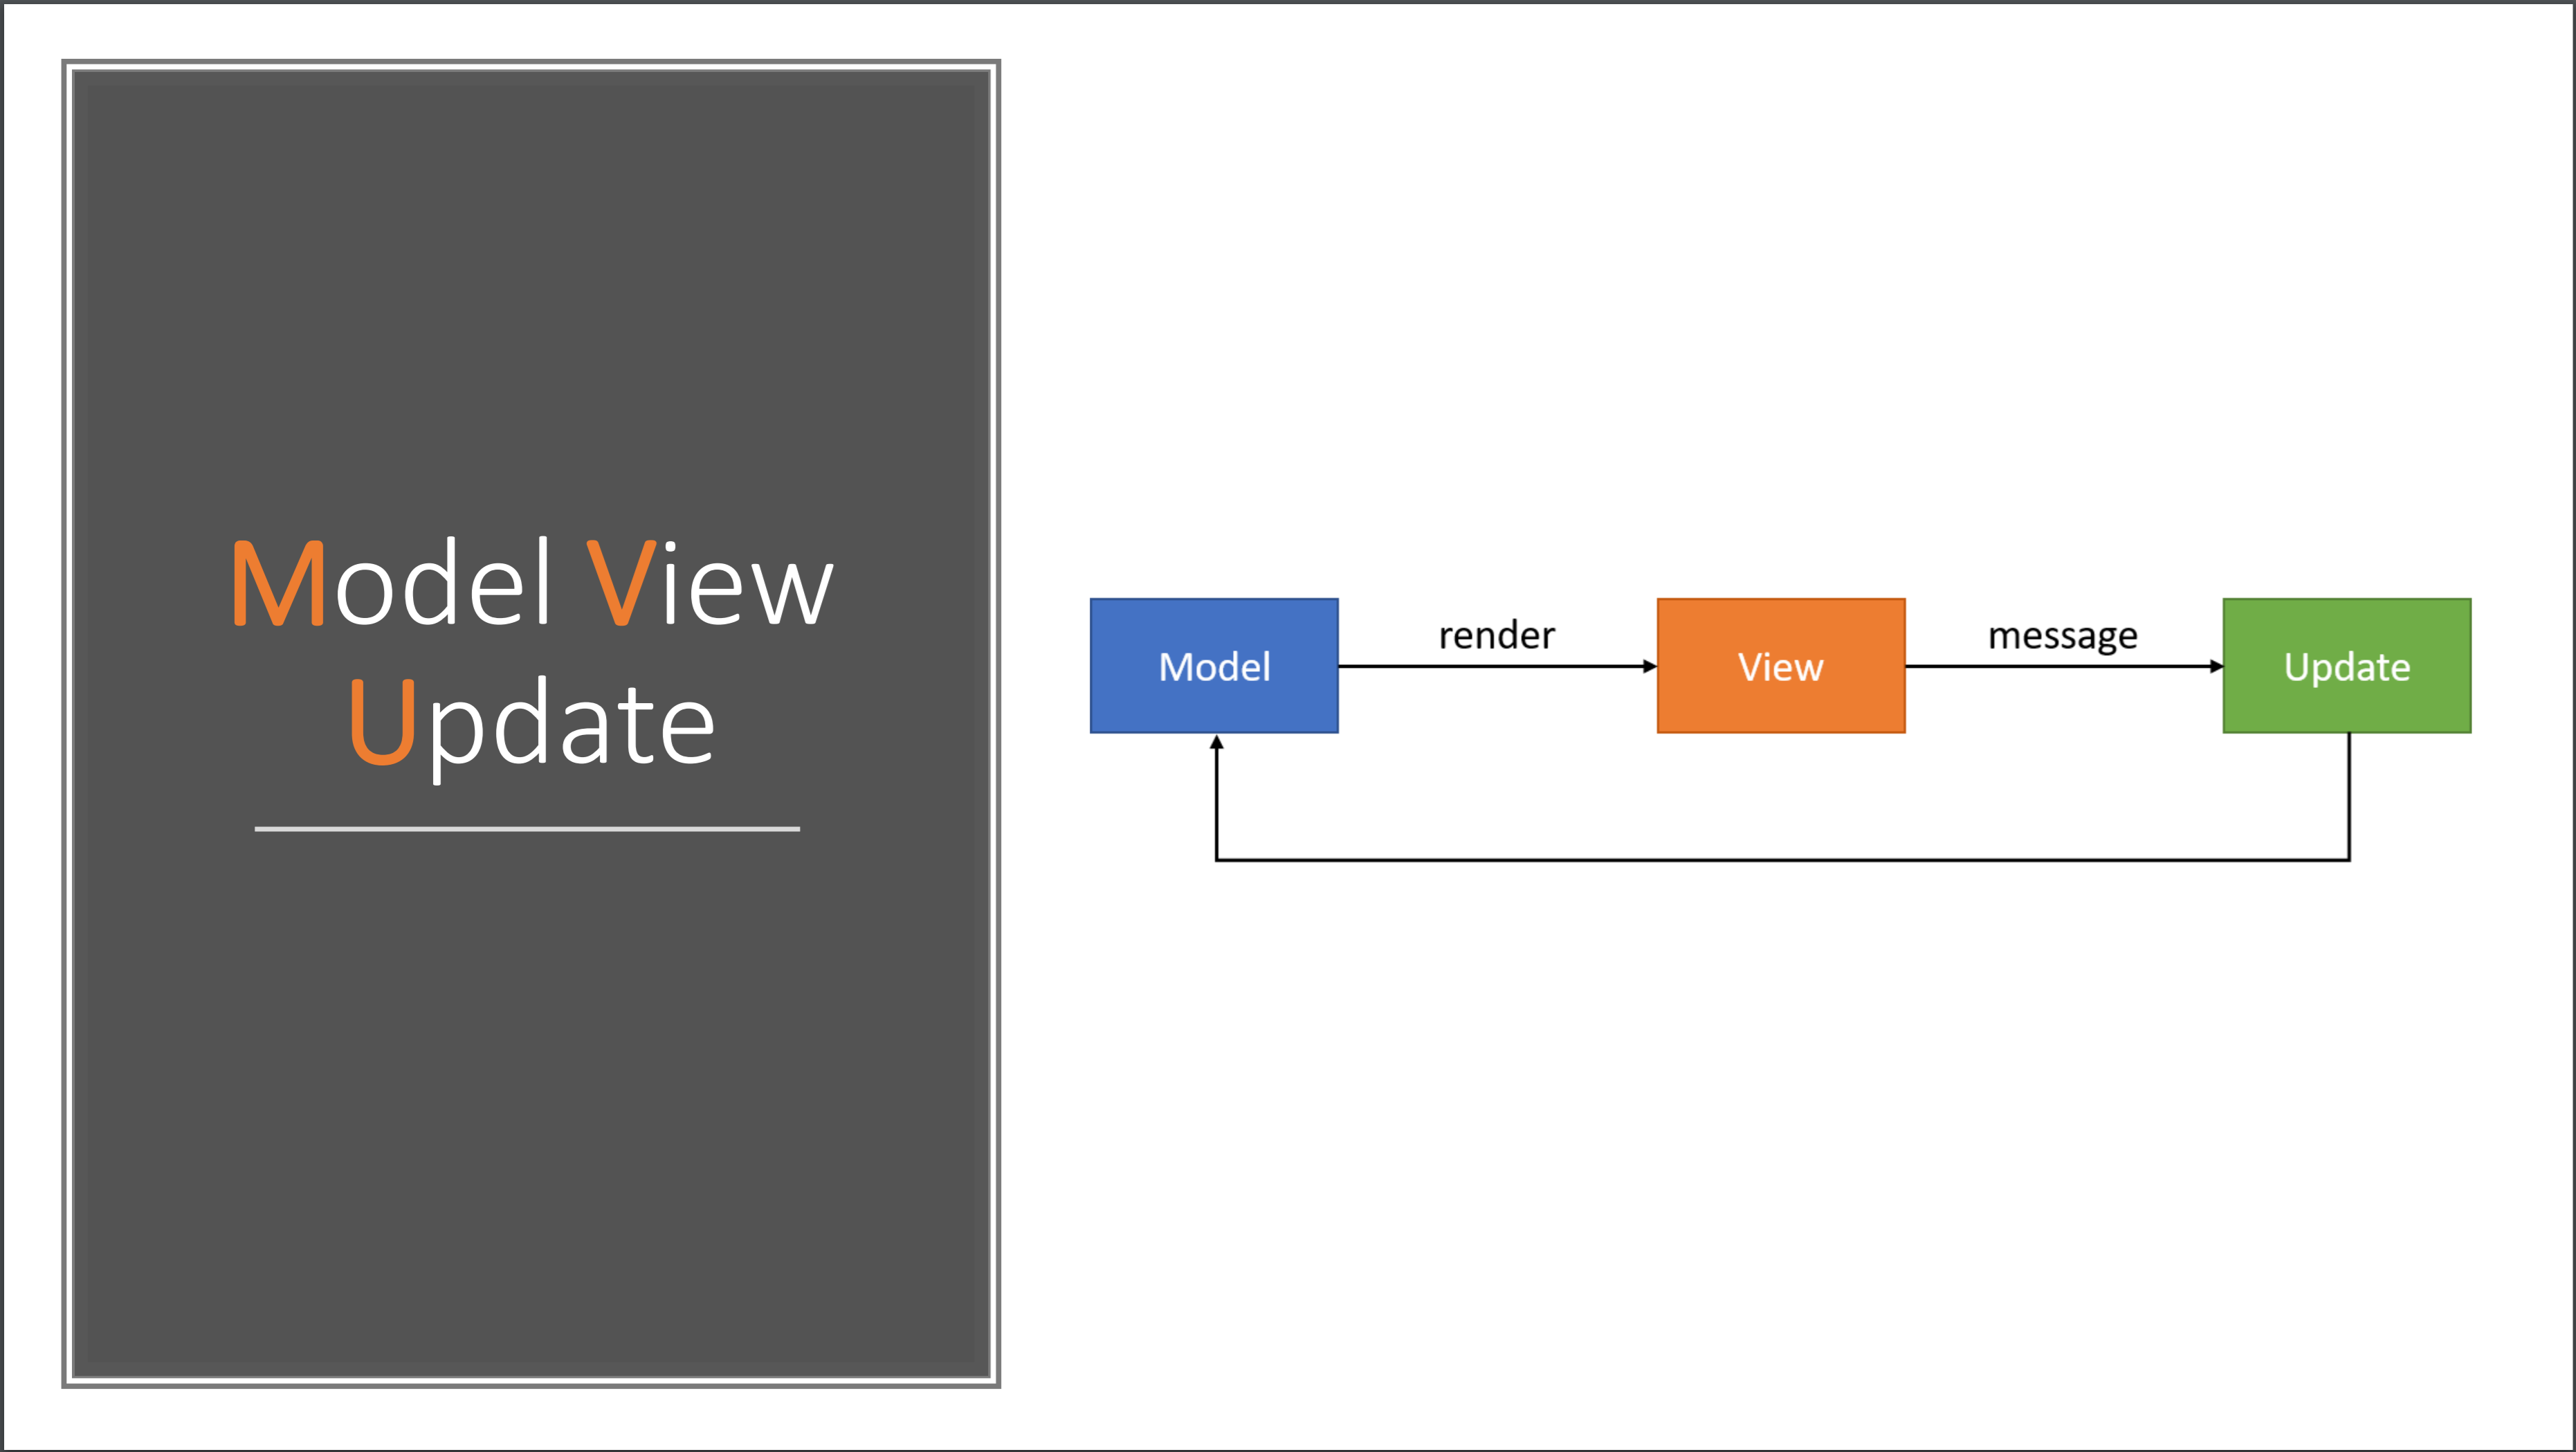 Model View
Update
render
message
Model
View
Update